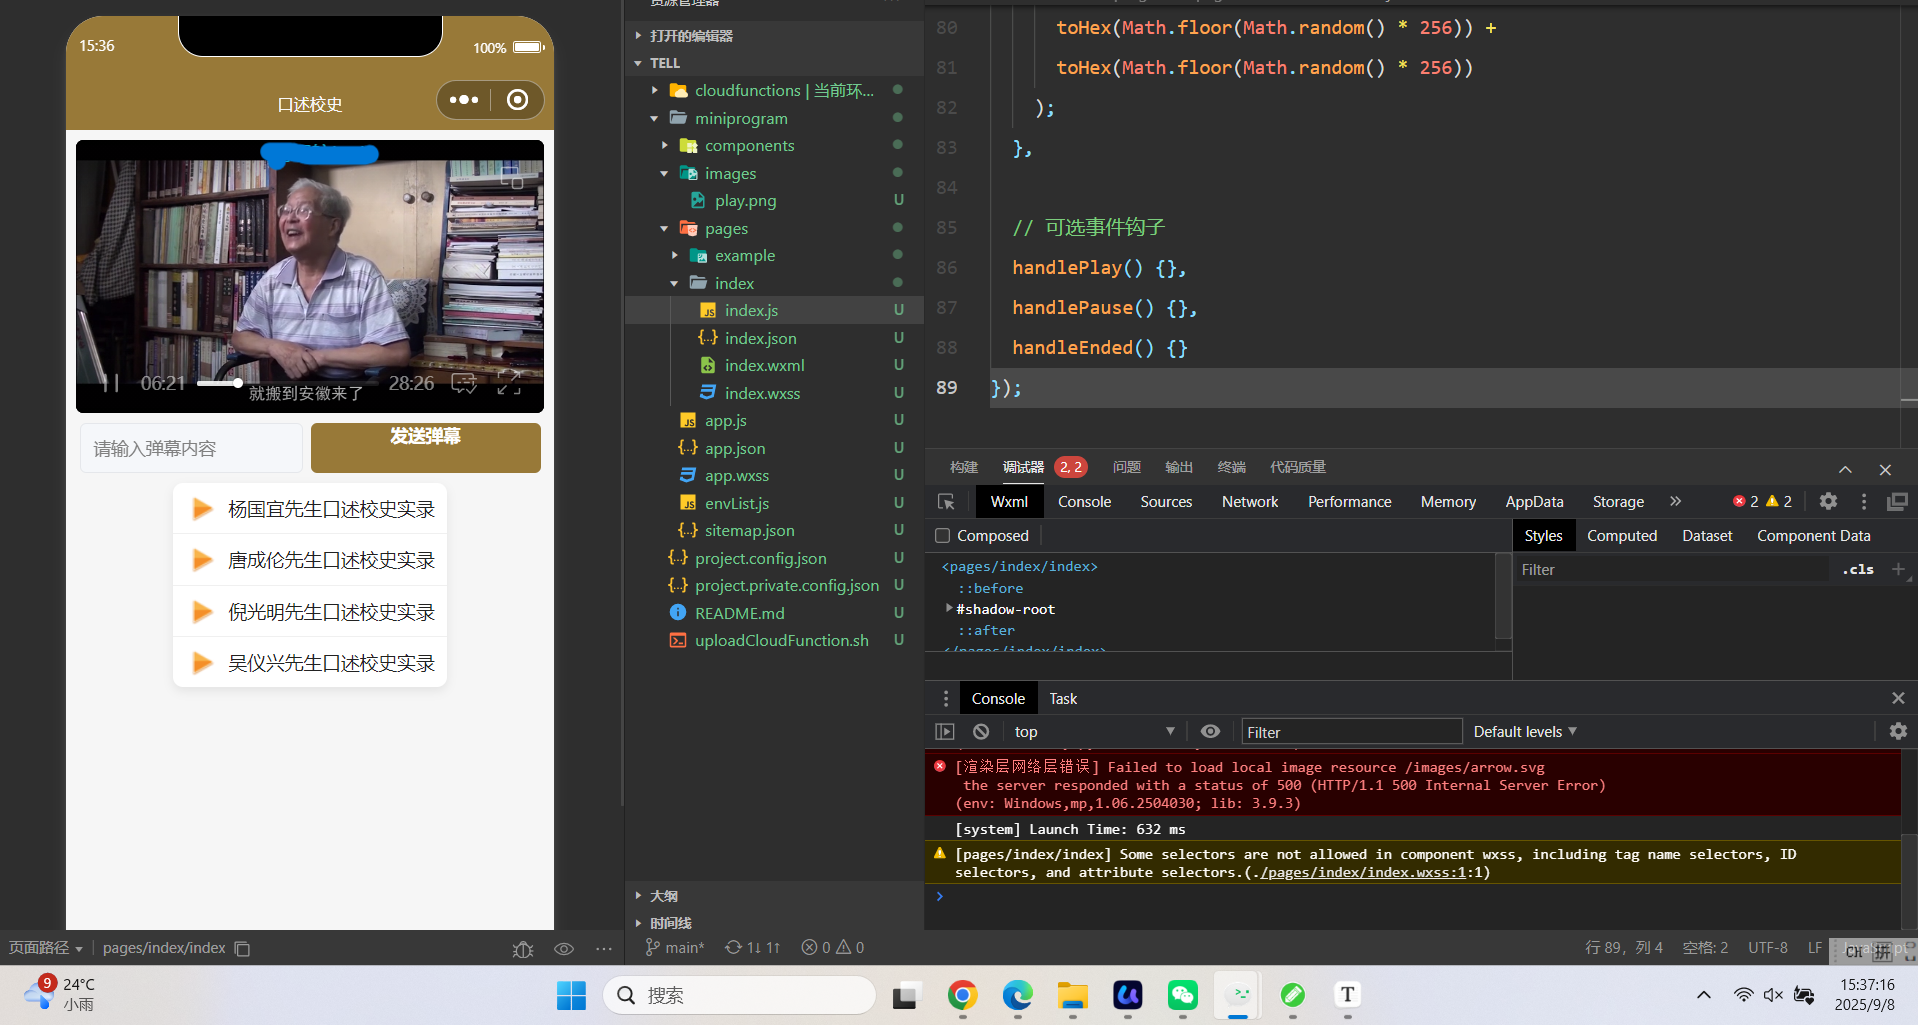 15:36
100%
口述校史
06:21
28:26
就搬到安徽来了
请输入弹幕内容
发送弹幕
杨国宜先生口述校史实录
唐成伦先生口述校史实录
倪光明先生口述校史实录
吴仪兴先生口述校史实录
页面路径
pages/index/index
资源管理器
打开的编辑器
TELL
cloudfunctions | 当前环...
miniprogram
components
images
play.png U
pages
example
index
index.js U
index.json U
index.wxml U
index.wxss U
app.js U
app.json U
app.wxss U
envList.js U
sitemap.json U
project.config.json U
project.private.config.json U
README.md U
uploadCloudFunction.sh U
大纲
时间线
main*
1↓ 1↑
0 0
80 toHex(Math.floor(Math.random() * 256)) +
81 toHex(Math.floor(Math.random() * 256))
82 );
83 },
84
85 // 可选事件钩子
86 handlePlay() {},
87 handlePause() {},
88 handleEnded() {}
89 });
构建 调试器 2, 2 问题 输出 终端 代码质量
Wxml Console Sources Network Performance Memory AppData Storage » 2 2
Composed
Styles Computed Dataset Component Data
<pages/index/index>
::before
#shadow-root
::after
</pages/index/index>
Filter .cls +
Console Task
top Filter Default levels
[渲染层网络层错误] Failed to load local image resource /images/arrow.svg
the server responded with a status of 500 (HTTP/1.1 500 Internal Server Error)
(env: Windows,mp,1.06.2504030; lib: 3.9.3)
[system] Launch Time: 632 ms
[pages/index/index] Some selectors are not allowed in component wxss, including tag name selectors, ID
selectors, and attribute selectors.(./pages/index/index.wxss:1:1)
行 89，列 4 空格: 2 UTF-8 LF
CH 拼
9
24°C
小雨
搜索
T
15:37:16
2025/9/8